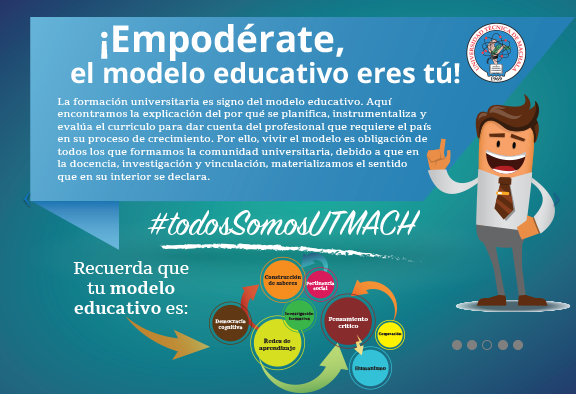 ¡Empodérate,
el modelo educativo eres tú!
UNIVERSIDAD TECNICA DE MACHALA
1969
La formación universitaria es signo del modelo educativo. Aquí
encontramos la explicación del por qué se planifica, instrumentaliza y
evalúa el curriculo para dar cuenta del profesional que requiere el país
en su proceso de crecimiento. Por ello, vivir el modelo es obligación de
todos los que formamos la comunidad universitaria, debido a que en
la docencia, investigación y vinculación, materializamos el sentido
que en su interior se declara.
#todosSomosUTMACH
Recuerda que
tu modelo
educativo es:
Construcción
de saberes
Pertinencia
social
Investigación
formativa
Democracia
cognitiva
Redes de
aprendizaje
Pensamiento
crítico
Cooperación
Humanismo